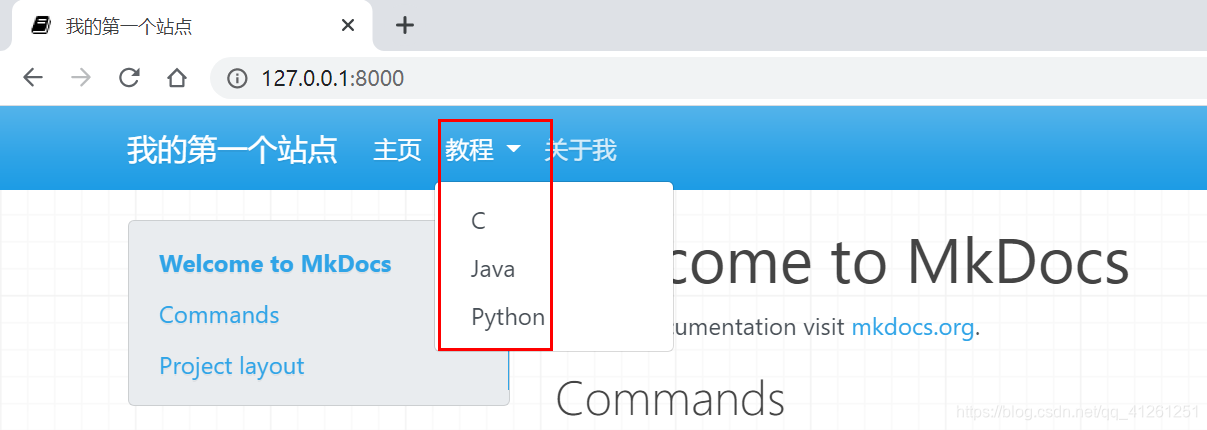 我的第一个站点
127.0.0.1:8000
我的第一个站点 主页 教程 关于我
C
Java
Python
Welcome to MkDocs
Commands
Project layout
come to MkDocs
umentation visit mkdocs.org.
Commands
https://blog.csdn.net/qq_41261251